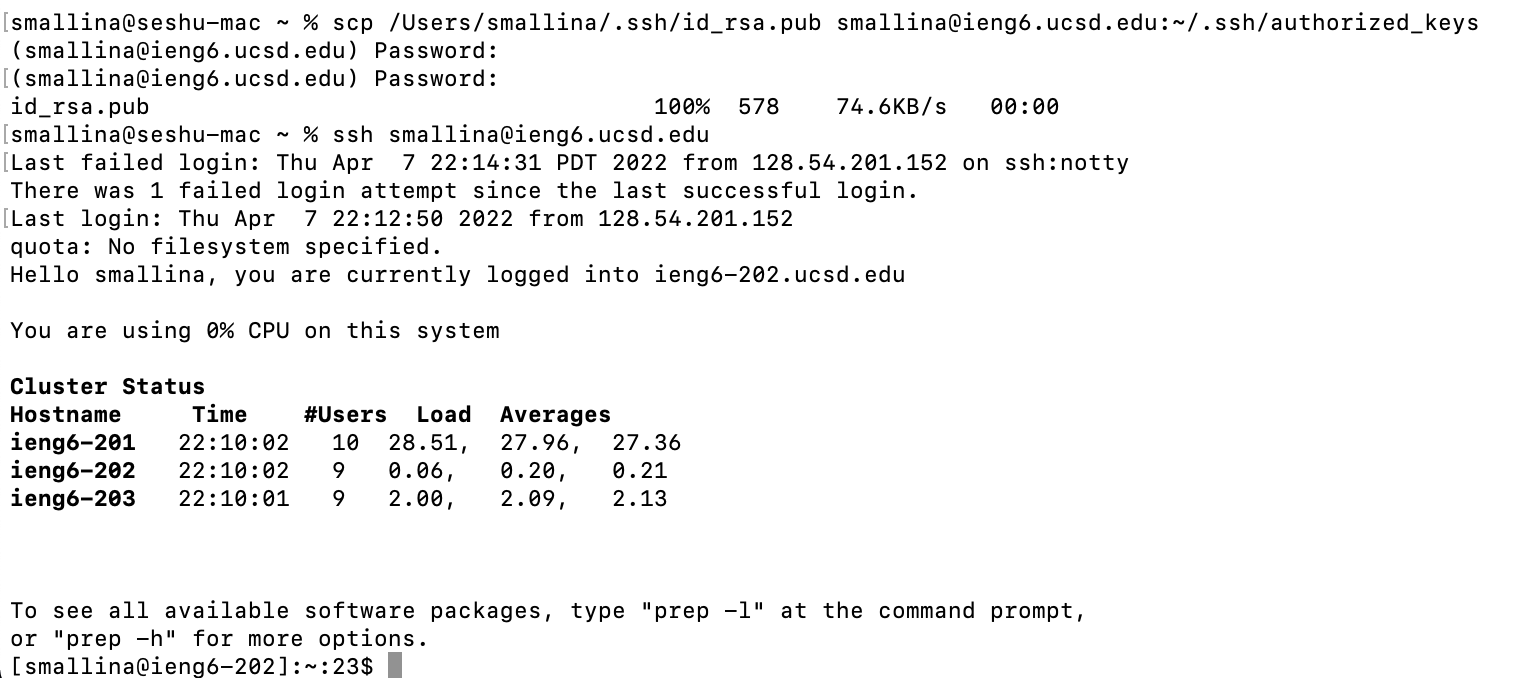 [smallina@seshu-mac ~ % scp /Users/smallina/.ssh/id_rsa.pub smallina@ieng6.ucsd.edu:~/.ssh/authorized_keys
(smallina@ieng6.ucsd.edu) Password:
[(smallina@ieng6.ucsd.edu) Password:
id_rsa.pub 100% 578 74.6KB/s 00:00
[smallina@seshu-mac ~ % ssh smallina@ieng6.ucsd.edu
[Last failed login: Thu Apr  7 22:14:31 PDT 2022 from 128.54.201.152 on ssh:notty
There was 1 failed login attempt since the last successful login.
[Last login: Thu Apr  7 22:12:50 2022 from 128.54.201.152
quota: No filesystem specified.
Hello smallina, you are currently logged into ieng6-202.ucsd.edu
You are using 0% CPU on this system
Cluster Status
Hostname Time #Users Load Averages
ieng6-201 22:10:02 10 28.51, 27.96, 27.36
ieng6-202 22:10:02 9 0.06, 0.20, 0.21
ieng6-203 22:10:01 9 2.00, 2.09, 2.13
To see all available software packages, type "prep -l" at the command prompt,
or "prep -h" for more options.
[smallina@ieng6-202]:~:23$